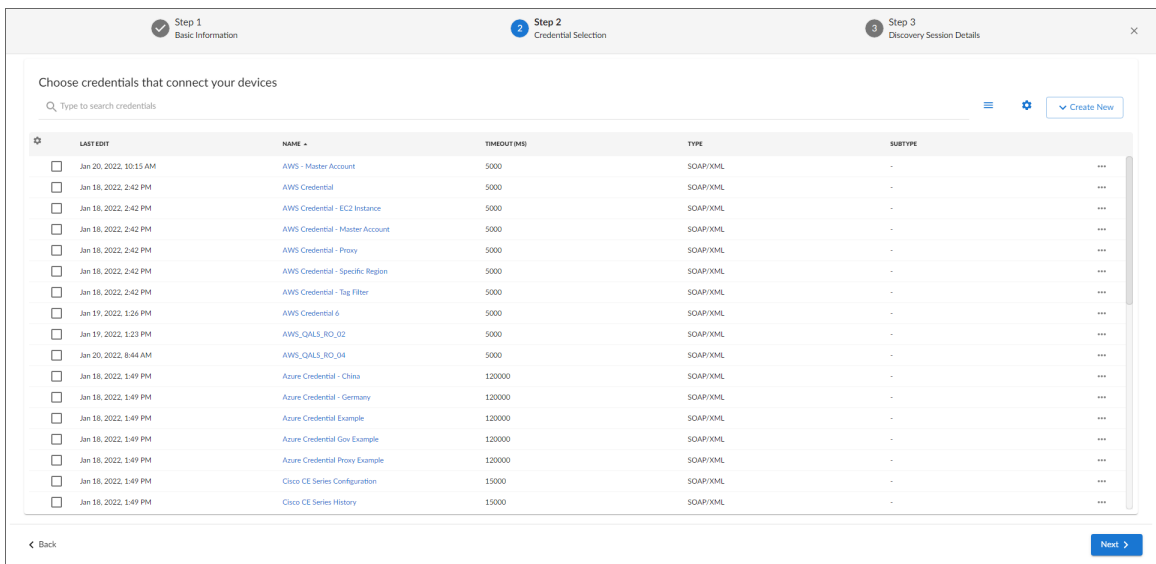 Step 1
Basic Information
2
Step 2
Credential Selection
3
Step 3
Discovery Session Details
Choose credentials that connect your devices
Type to search credentials
Create New
LAST EDIT NAME TIMEOUT (MS) TYPE SUBTYPE
Jan 20, 2022, 10:15 AM AWS - Master Account 5000 SOAP/XML - •••
Jan 18, 2022, 2:42 PM AWS Credential 5000 SOAP/XML - •••
Jan 18, 2022, 2:42 PM AWS Credential - EC2 Instance 5000 SOAP/XML - •••
Jan 18, 2022, 2:42 PM AWS Credential - Master Account 5000 SOAP/XML - •••
Jan 18, 2022, 2:42 PM AWS Credential - Proxy 5000 SOAP/XML - •••
Jan 18, 2022, 2:42 PM AWS Credential - Specific Region 5000 SOAP/XML - •••
Jan 18, 2022, 2:42 PM AWS Credential - Tag Filter 5000 SOAP/XML - •••
Jan 19, 2022, 1:26 PM AWS Credential 6 5000 SOAP/XML - •••
Jan 19, 2022, 1:23 PM AWS_QALS_RO_02 5000 SOAP/XML - •••
Jan 20, 2022, 8:44 AM AWS_QALS_RO_04 5000 SOAP/XML - •••
Jan 18, 2022, 1:49 PM Azure Credential - China 120000 SOAP/XML - •••
Jan 18, 2022, 1:49 PM Azure Credential - Germany 120000 SOAP/XML - •••
Jan 18, 2022, 1:49 PM Azure Credential Example 120000 SOAP/XML - •••
Jan 18, 2022, 1:49 PM Azure Credential Gov Example 120000 SOAP/XML - •••
Jan 18, 2022, 1:49 PM Azure Credential Proxy Example 120000 SOAP/XML - •••
Jan 18, 2022, 1:49 PM Cisco CE Series Configuration 15000 SOAP/XML - •••
Jan 18, 2022, 1:49 PM Cisco CE Series History 15000 SOAP/XML - •••
Back
Next